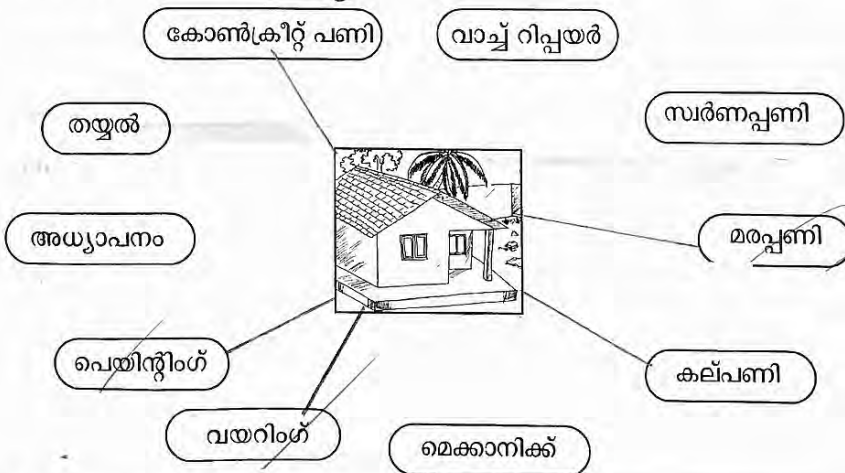 കോൺക്രീറ്റ് പണി
വാച്ച് റിപ്പയർ
തയ്യൽ
സ്വർണപ്പണി
അധ്യാപനം
മരപ്പണി
പെയിന്റിംഗ്
കല്പണി
വയറിംഗ്
മെക്കാനിക്ക്